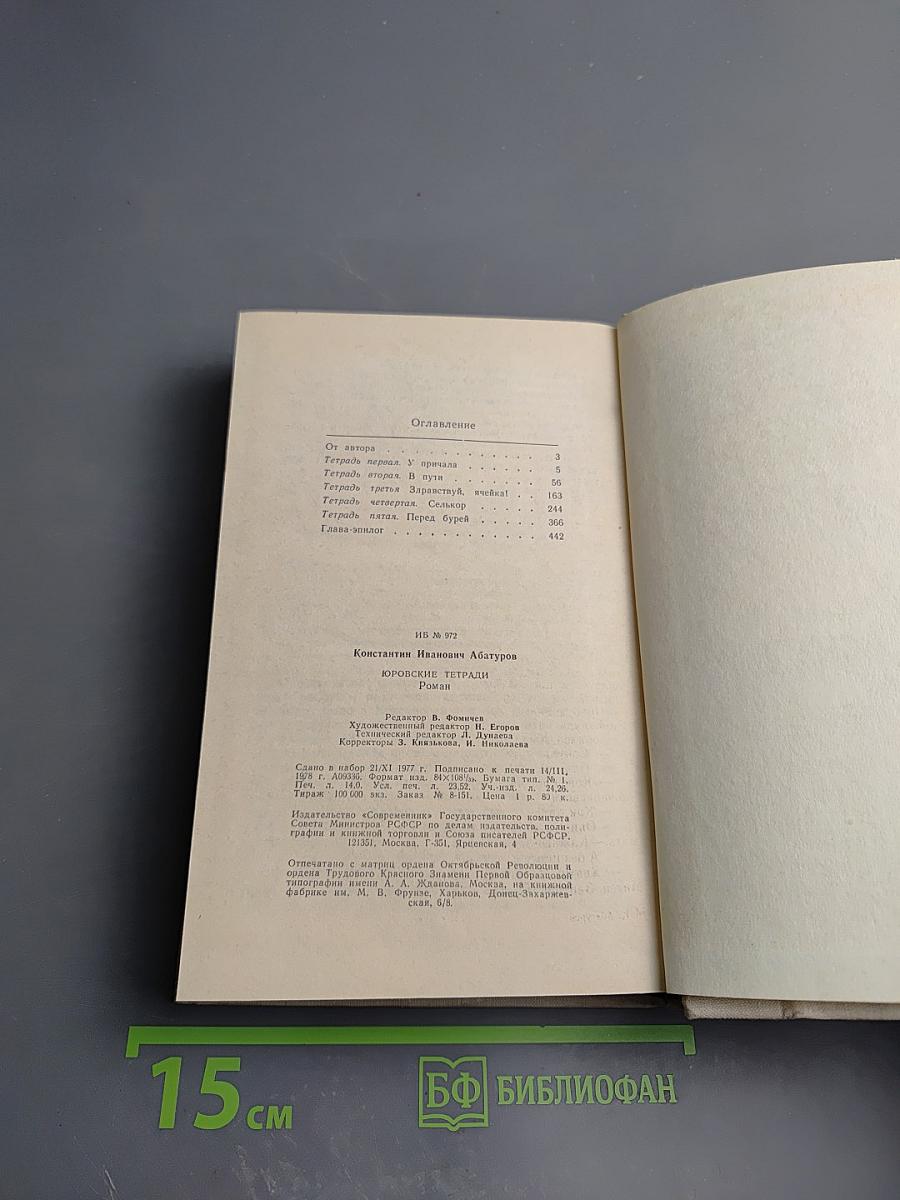 Оглавление
От автора . . . . . . . . . . . . 3
Тетрадь первая. У причала . . . . . . 5
Тетрадь вторая. В пути . . . . . . . 56
Тетрадь третья Здравствуй, ячейка! . . 163
Тетрадь четвертая. Селькор . . . . . 244
Тетрадь пятая. Перед бурей . . . . . 366
Глава-эпилог . . . . . . . . . . . . 442
ИБ № 972
Константин Иванович Абатуров
ЮРОВСКИЕ ТЕТРАДИ
Роман
Редактор В. Фомичев
Художественный редактор Н. Егоров
Технический редактор Л. Дунаева
Корректоры З. Князькова, И. Николаева
Сдано в набор 21/XI 1977 г. Подписано к печати 14/III.
1978 г. А09336. Формат изд. 84×108¹/₃₂. Бумага тип. № 1.
Печ. л. 14,0. Усл. печ. л. 23,52. Уч.-изд. л. 24,26.
Тираж 100 000 экз. Заказ № 8-151. Цена 1 р. 80 к.
Издательство «Современник» Государственного комитета
Совета Министров РСФСР по делам издательств, поли-
графии и книжной торговли и Союза писателей РСФСР.
121351, Москва, Г-351, Ярцевская, 4
Отпечатано с матриц ордена Октябрьской Революции и
ордена Трудового Красного Знамени Первой Образцовой
типографии имени А. А. Жданова, Москва, на книжной
фабрике им. М. В. Фрунзе, Харьков, Донец-Захаржев-
ская, 6/8.
15 см
БФ БИБЛИОФАН